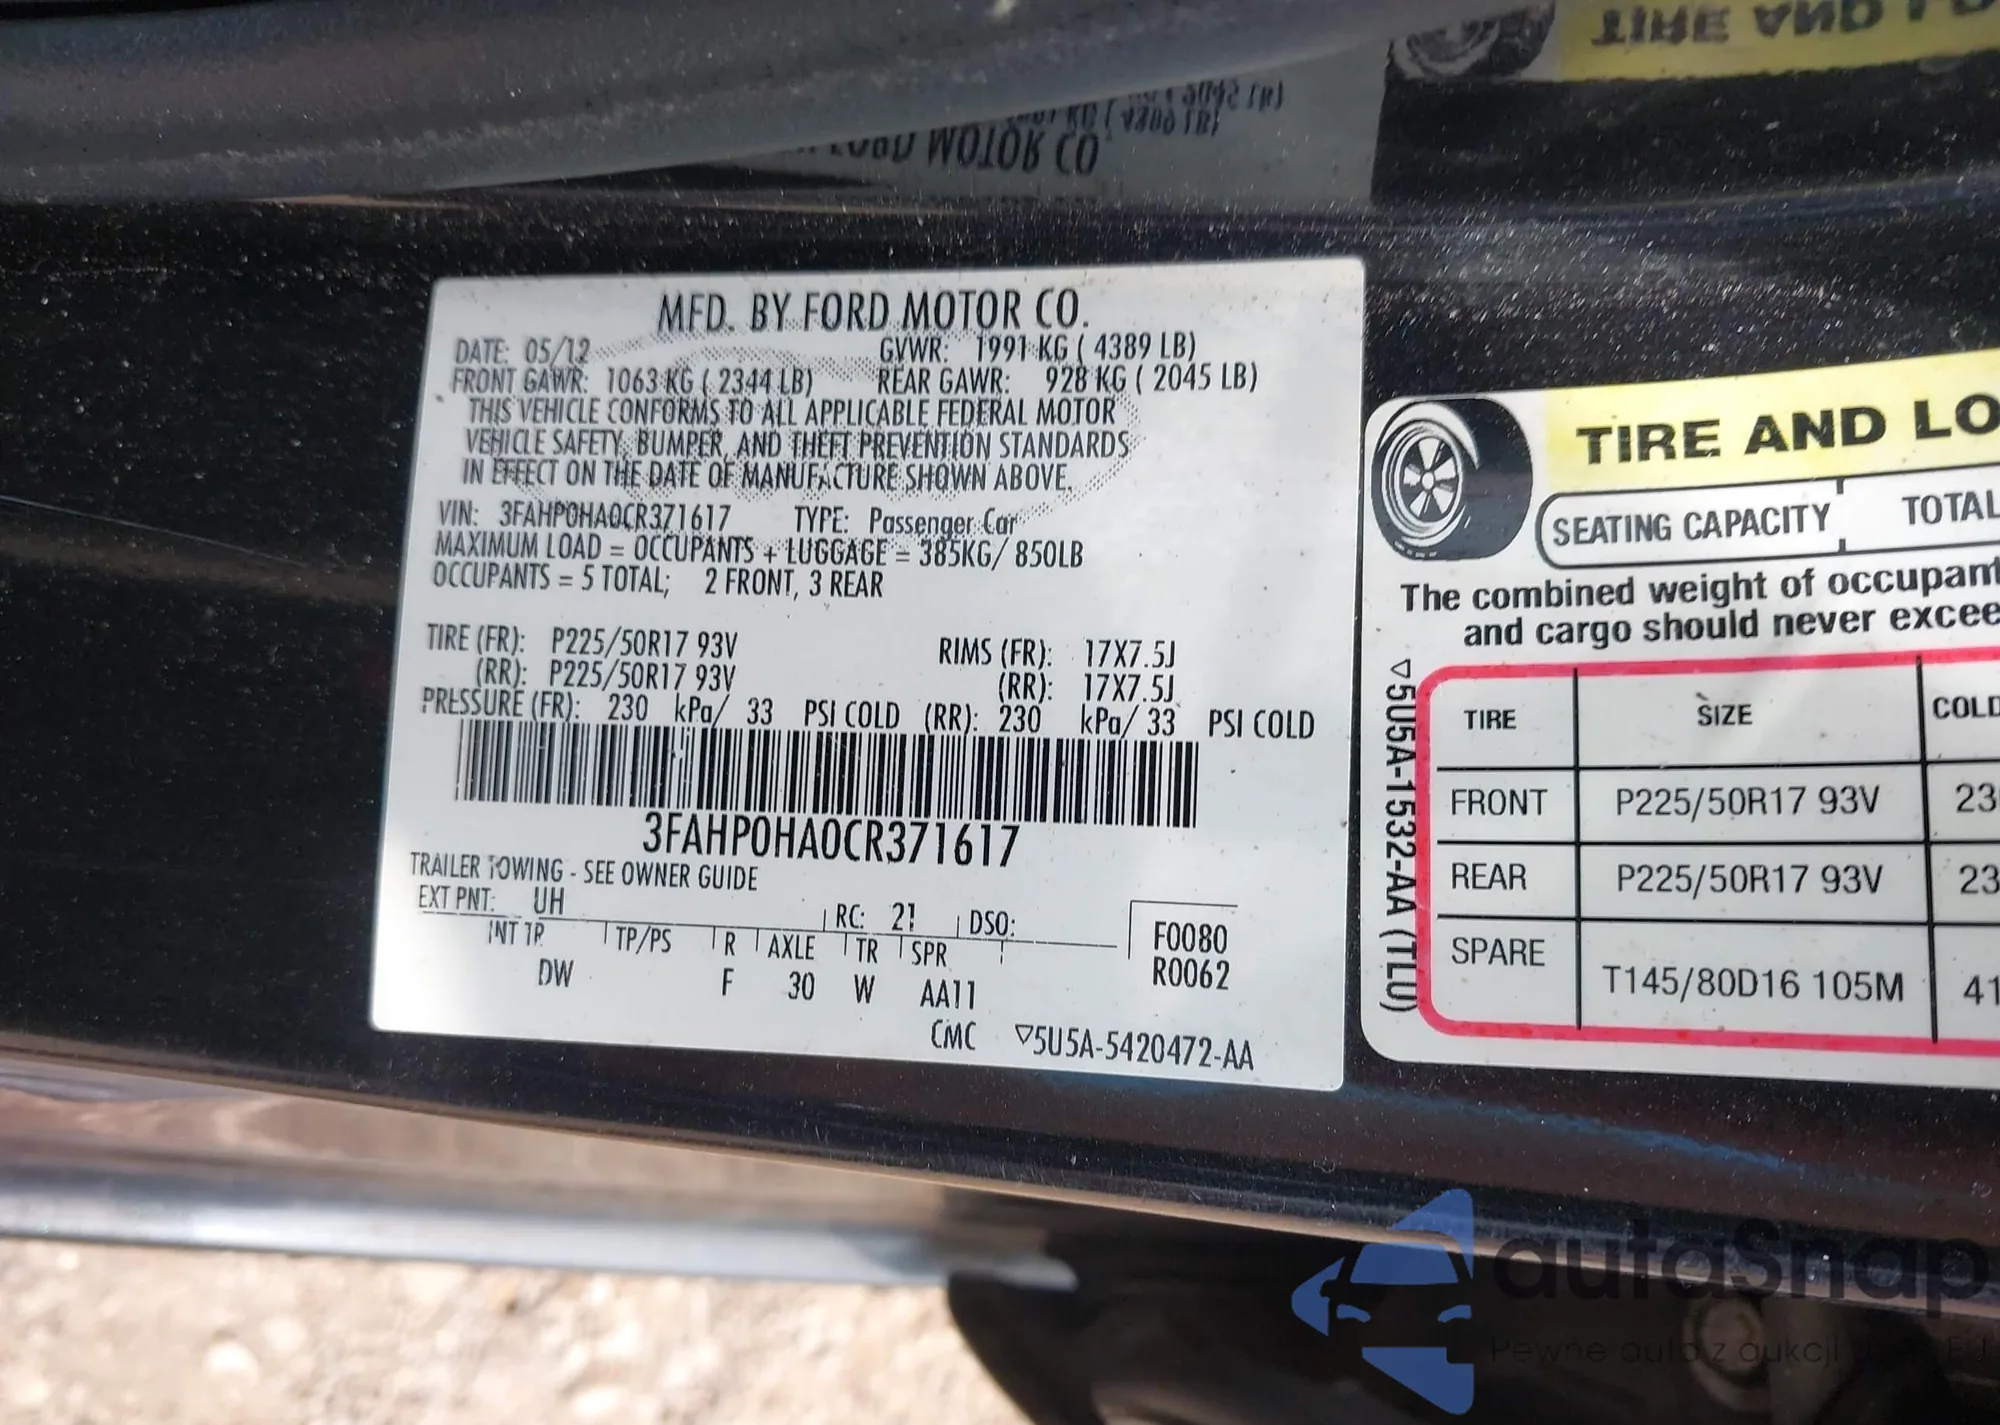 MFD. BY FORD MOTOR CO.
DATE: 05/12 GVWR: 1991 KG ( 4389 LB)
FRONT GAWR: 1063 KG ( 2344 LB) REAR GAWR: 928 KG ( 2045 LB)
THIS VEHICLE CONFORMS TO ALL APPLICABLE FEDERAL MOTOR
VEHICLE SAFETY, BUMPER, AND THEFT PREVENTION STANDARDS
IN EFFECT ON THE DATE OF MANUFACTURE SHOWN ABOVE.
VIN: 3FAHP0HA0CR371617 TYPE: Passenger Car
MAXIMUM LOAD = OCCUPANTS + LUGGAGE = 385KG/ 850LB
OCCUPANTS = 5 TOTAL; 2 FRONT, 3 REAR
TIRE (FR): P225/50R17 93V RIMS (FR): 17X7.5J
(RR): P225/50R17 93V (RR): 17X7.5J
PRESSURE (FR): 230 kPa/ 33 PSI COLD (RR): 230 kPa/ 33 PSI COLD
3FAHP0HA0CR371617
TRAILER TOWING - SEE OWNER GUIDE
EXT PNT: UH RC: 21 DSO:
INT TR TP/PS R AXLE TR SPR
DW F 30 W AA11
F0080
R0062
CMC ▽5U5A-5420472-AA
TIRE AND LO
SEATING CAPACITY TOTAL
The combined weight of occupant
and cargo should never excee
▽5U5A-1532-AA (TLU)
TIRE SIZE COLD
FRONT P225/50R17 93V 23
REAR P225/50R17 93V 23
SPARE T145/80D16 105M 41
autoSnap
Pewne auto z aukcji